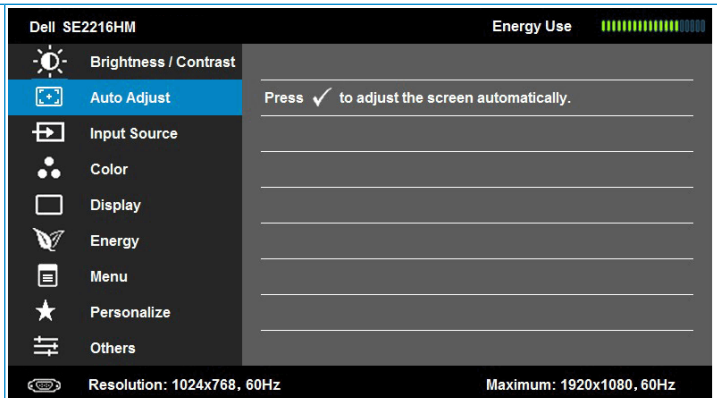 Dell SE2216HM Energy Use
Brightness / Contrast
Auto Adjust Press ✓ to adjust the screen automatically.
Input Source
Color
Display
Energy
Menu
Personalize
Others
Resolution: 1024x768, 60Hz Maximum: 1920x1080, 60Hz